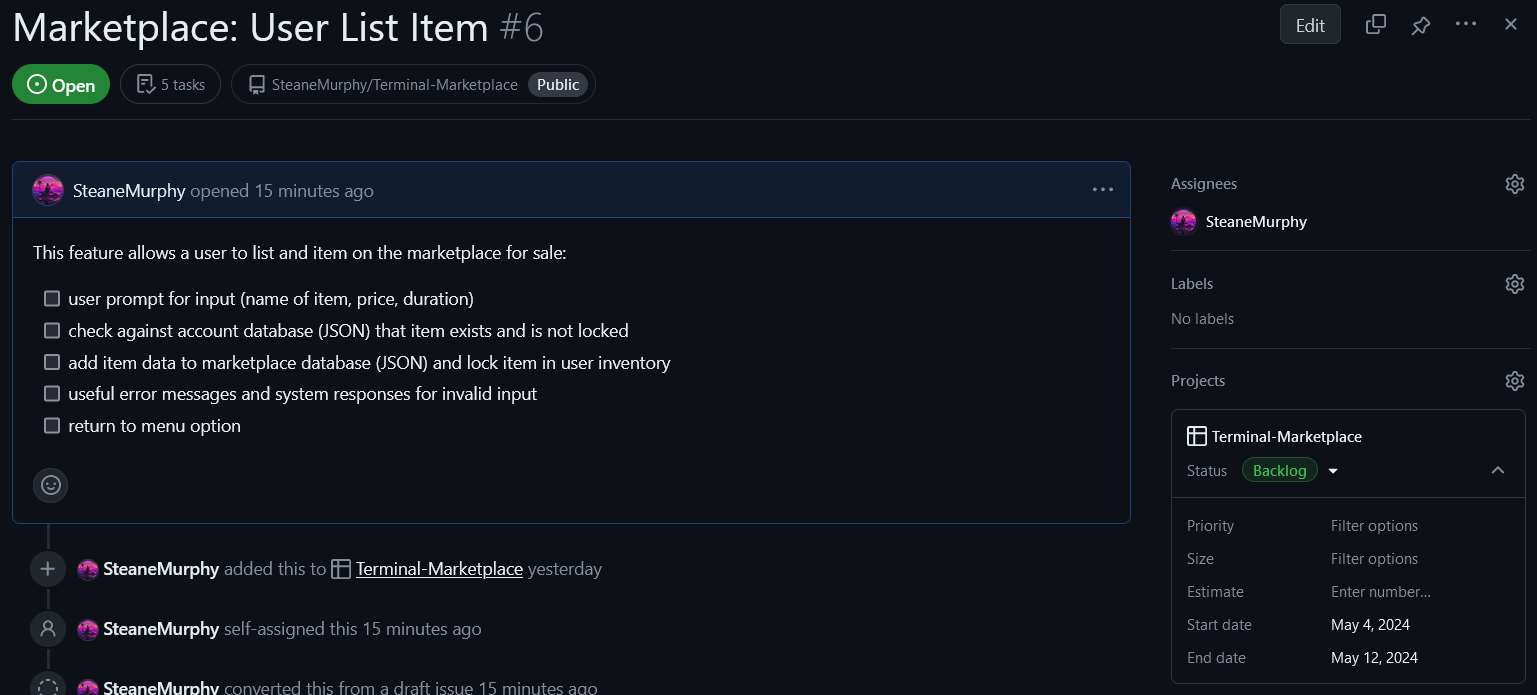 Marketplace: User List Item #6
Edit
Open
5 tasks
SteaneMurphy/Terminal-Marketplace Public
SteaneMurphy opened 15 minutes ago
This feature allows a user to list and item on the marketplace for sale:
user prompt for input (name of item, price, duration)
check against account database (JSON) that item exists and is not locked
add item data to marketplace database (JSON) and lock item in user inventory
useful error messages and system responses for invalid input
return to menu option
SteaneMurphy added this to Terminal-Marketplace yesterday
SteaneMurphy self-assigned this 15 minutes ago
SteaneMurphy converted this from a draft issue 15 minutes ago
Assignees
SteaneMurphy
Labels
No labels
Projects
Terminal-Marketplace
Status Backlog
Priority Filter options
Size Filter options
Estimate Enter number...
Start date May 4, 2024
End date May 12, 2024